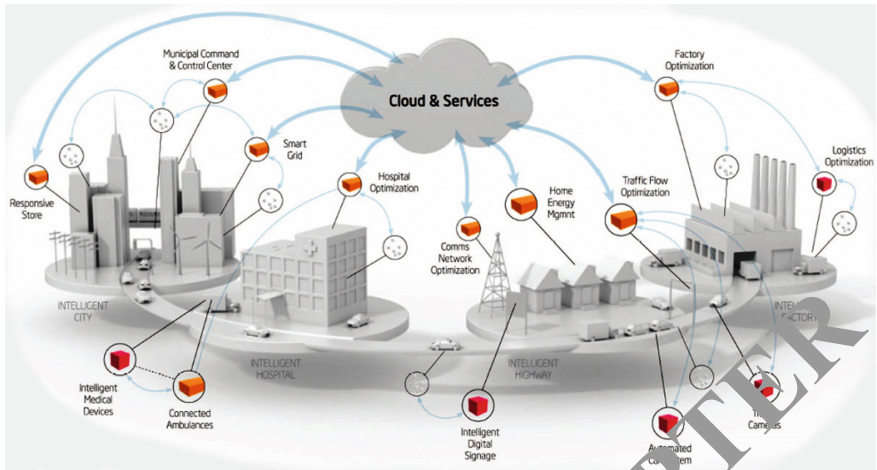 Municipal Command
& Control Center
Factory
Optimization
Cloud & Services
Smart
Grid
Logistics
Optimization
Responsive
Store
Hospital
Optimization
Home
Energy
Mgmnt
Traffic Flow
Optimization
Comms
Network
Optimization
INTELLIGENT
CITY
INTELLIGENT
HOSPITAL
INTELLIGENT
HIGHWAY
Intelligent
Medical
Devices
Connected
Ambulances
Intelligent
Digital
Signage
Automated
Cameras